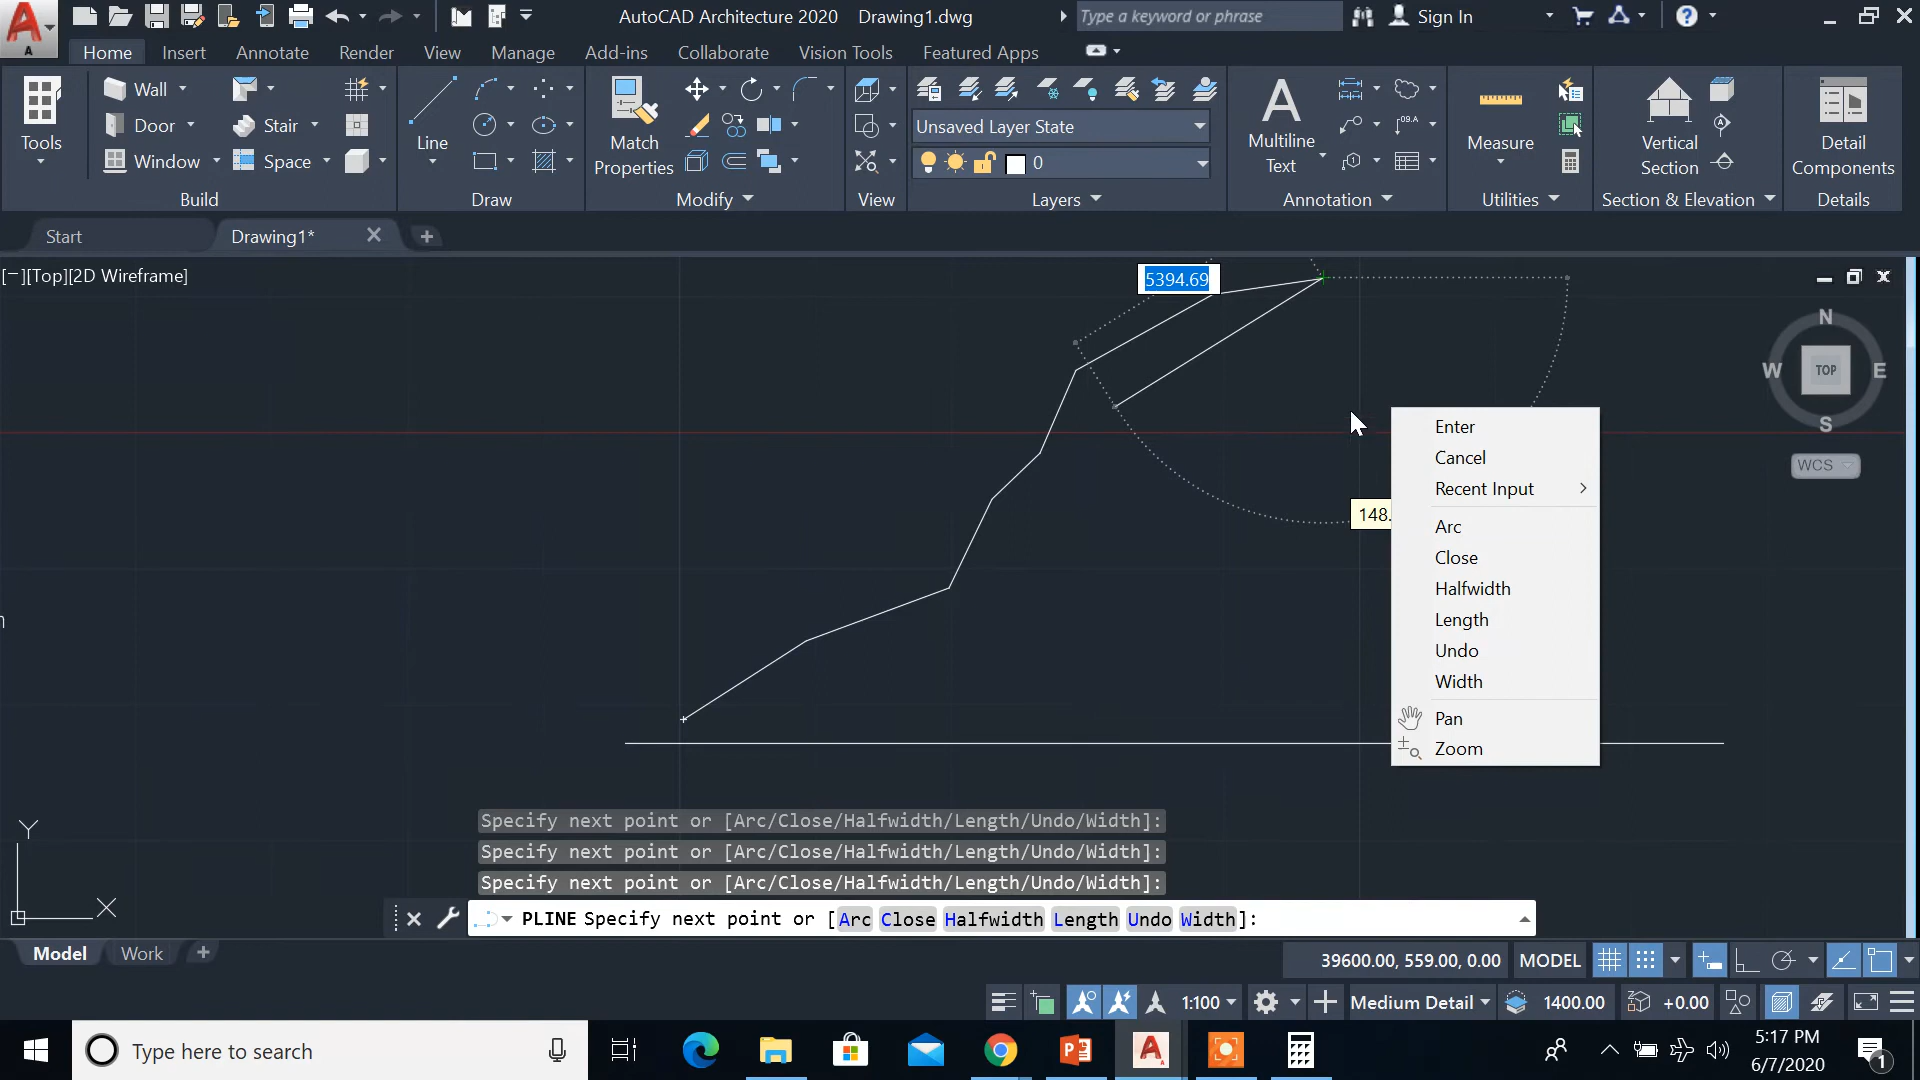 AutoCAD Architecture 2020 Drawing1.dwg
Type a keyword or phrase
Sign In
A
Home Insert Annotate Render View Manage Add-ins Collaborate Vision Tools Featured Apps
Tools
Wall
Door
Window
Stair
Space
Build
Line
Draw
Match
Properties
Modify
View
Unsaved Layer State
0
Layers
Multiline
Text
Annotation
Measure
Utilities
Vertical
Section
Section & Elevation
Detail
Components
Details
Start
Drawing1*
[−][Top][2D Wireframe]
5394.69
N
W TOP E
S
WCS
148.
Enter
Cancel
Recent Input
Arc
Close
Halfwidth
Length
Undo
Width
Pan
Zoom
Y
X
Specify next point or [Arc/Close/Halfwidth/Length/Undo/Width]:
Specify next point or [Arc/Close/Halfwidth/Length/Undo/Width]:
Specify next point or [Arc/Close/Halfwidth/Length/Undo/Width]:
PLINE Specify next point or [Arc Close Halfwidth Length Undo Width]:
Model Work
39600.00, 559.00, 0.00 MODEL
1:100 Medium Detail 1400.00 +0.00
Type here to search
5:17 PM
6/7/2020
1